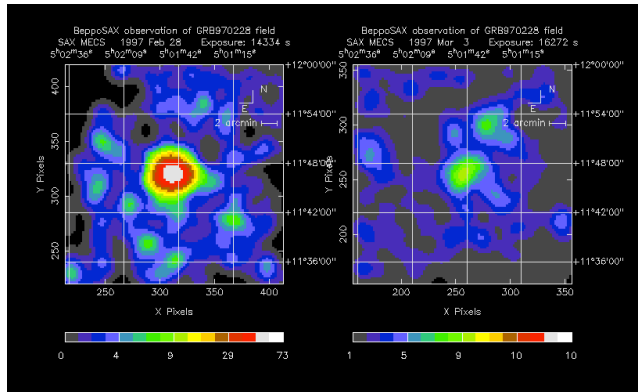 BeppoSAX observation of GRB970228 field
SAX MECS 1997 Feb 28 Exposure: 14334 s
5ʰ02ᵐ36ˢ 5ʰ02ᵐ09ˢ 5ʰ01ᵐ42ˢ 5ʰ01ᵐ15ˢ
+12°00'00"
+11°54'00"
+11°48'00"
+11°42'00"
+11°36'00"
N
E
2 arcmin
400
350
300
250
Y Pixels
250 300 350 400
X Pixels
0 4 9 29 73
BeppoSAX observation of GRB970228 field
SAX MECS 1997 Mar 3 Exposure: 16272 s
5ʰ02ᵐ36ˢ 5ʰ02ᵐ09ˢ 5ʰ01ᵐ42ˢ 5ʰ01ᵐ15ˢ
+12°00'00"
+11°54'00"
+11°48'00"
+11°42'00"
+11°36'00"
N
E
2 arcmin
350
300
250
200
Y Pixels
200 250 300 350
X Pixels
1 5 9 10 10